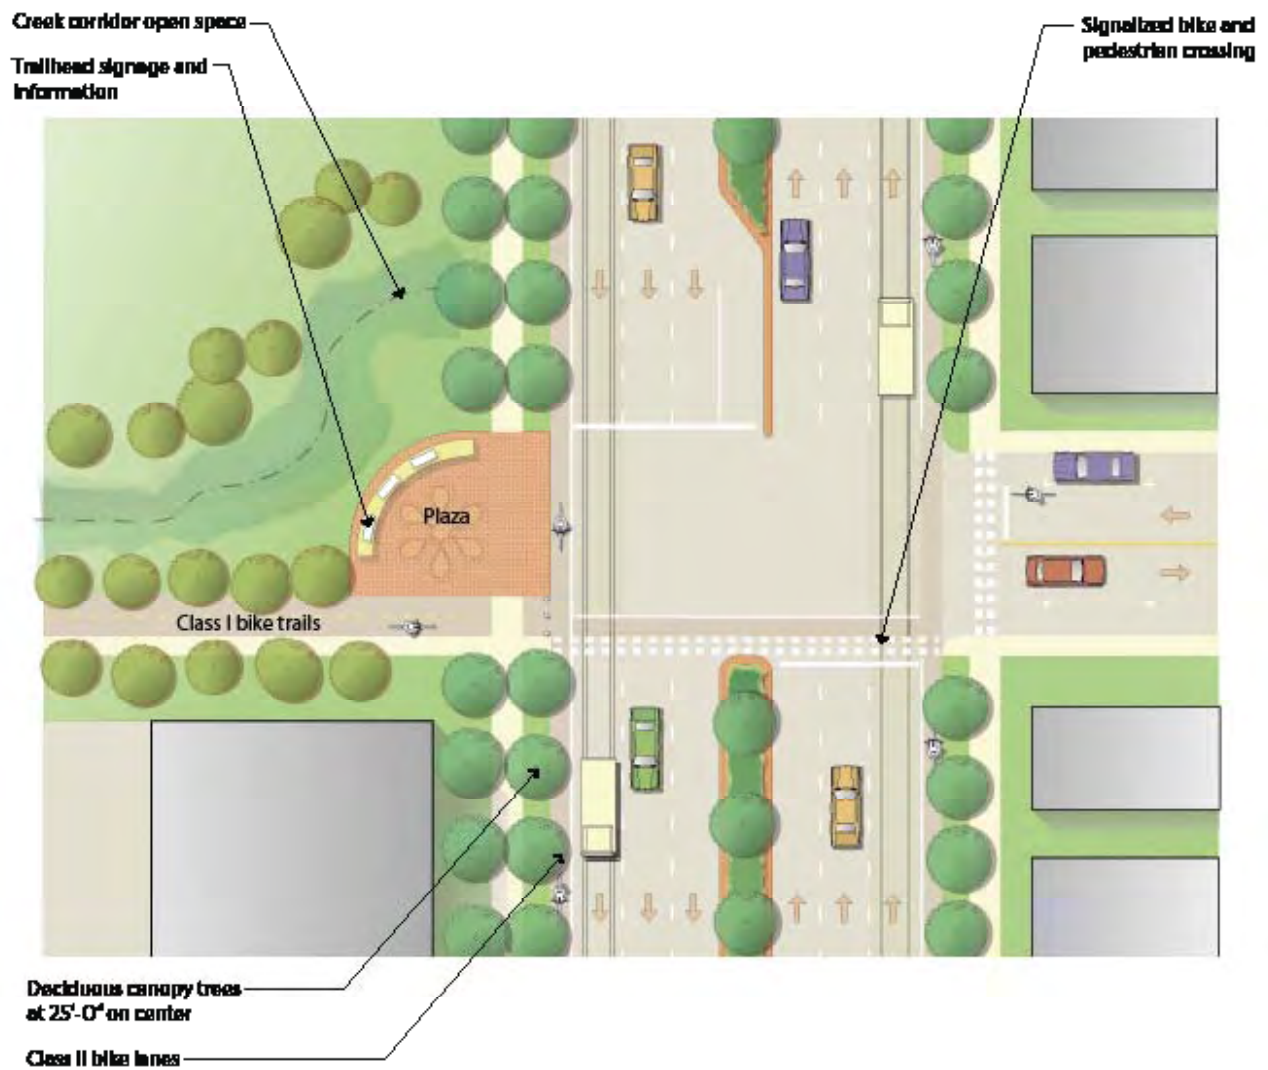 Creek corridor open space
Trailhead signage and
information
Signalized bike and
pedestrian crossing
Plaza
Class I bike trails
Deciduous canopy trees
at 25'-0" on center
Class II bike lanes